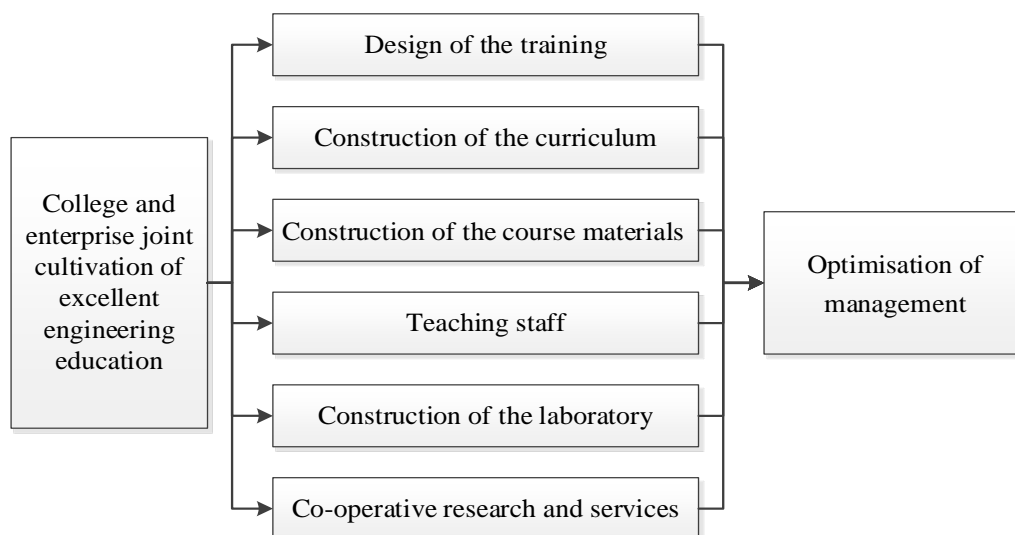 College and
enterprise joint
cultivation of
excellent
engineering
education
Design of the training
Construction of the curriculum
Construction of the course materials
Teaching staff
Construction of the laboratory
Co-operative research and services
Optimisation of
management